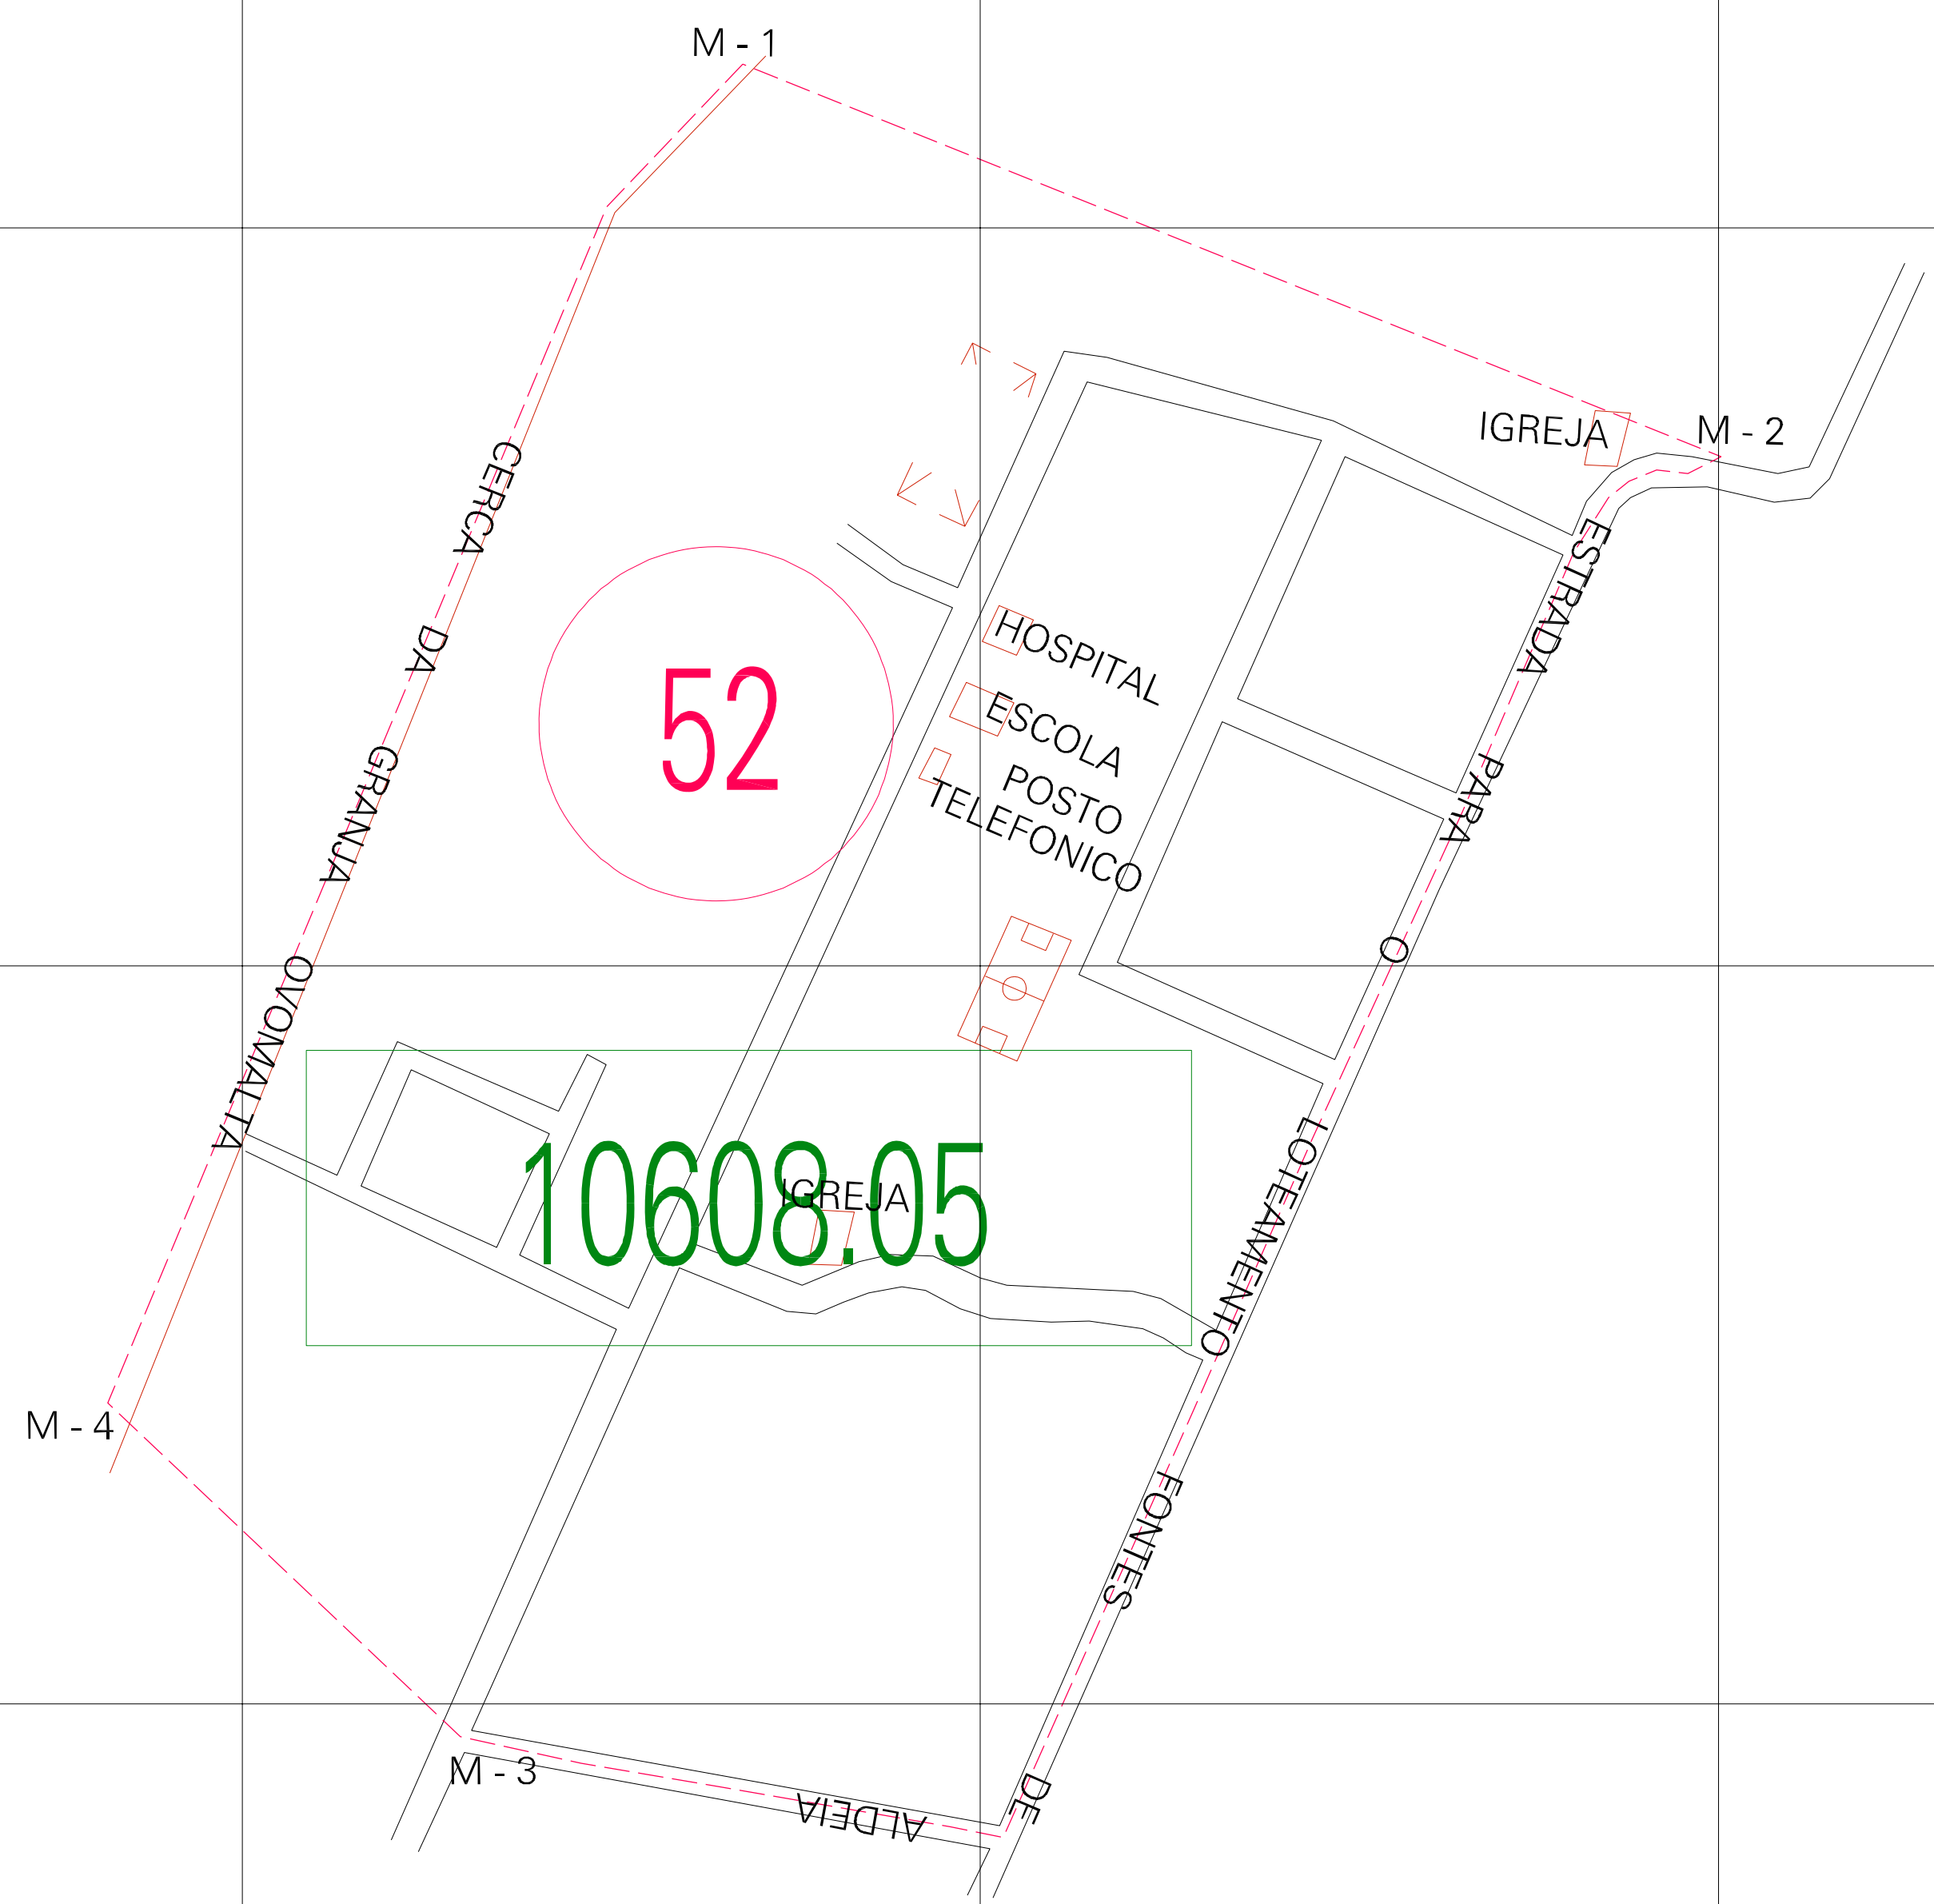 M - 1
IGREJA
M - 2
CERCA DA GRANJA OVOMALTA
ESTRADA PARA O LOTEAMENTO FONTES DE
HOSPITAL
52
ESCOLA
POSTO
TELEFONICO
10608.05
IGREJA
M - 4
M - 3
ALDEIA